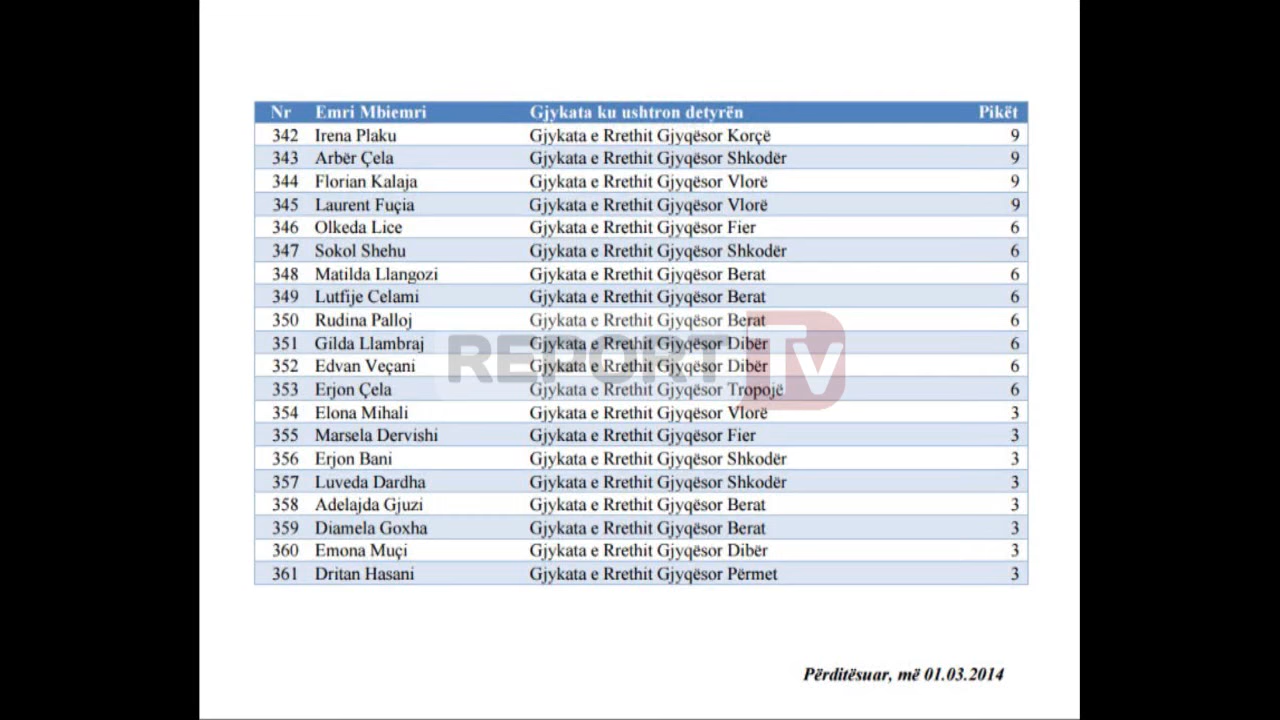 Nr Emri Mbiemri Gjykata ku ushtron detyrën Pikët
342 Irena Plaku Gjykata e Rrethit Gjyqësor Korçë 9
343 Arbër Çela Gjykata e Rrethit Gjyqësor Shkodër 9
344 Florian Kalaja Gjykata e Rrethit Gjyqësor Vlorë 9
345 Laurent Fuçia Gjykata e Rrethit Gjyqësor Vlorë 9
346 Olkeda Lice Gjykata e Rrethit Gjyqësor Fier 6
347 Sokol Shehu Gjykata e Rrethit Gjyqësor Shkodër 6
348 Matilda Llangozi Gjykata e Rrethit Gjyqësor Berat 6
349 Lutfije Celami Gjykata e Rrethit Gjyqësor Berat 6
350 Rudina Palloj Gjykata e Rrethit Gjyqësor Berat 6
351 Gilda Llambraj Gjykata e Rrethit Gjyqësor Dibër 6
352 Edvan Veçani Gjykata e Rrethit Gjyqësor Dibër 6
353 Erjon Çela Gjykata e Rrethit Gjyqësor Tropojë 6
354 Elona Mihali Gjykata e Rrethit Gjyqësor Vlorë 3
355 Marsela Dervishi Gjykata e Rrethit Gjyqësor Fier 3
356 Erjon Bani Gjykata e Rrethit Gjyqësor Shkodër 3
357 Luveda Dardha Gjykata e Rrethit Gjyqësor Shkodër 3
358 Adelajda Gjuzi Gjykata e Rrethit Gjyqësor Berat 3
359 Diamela Goxha Gjykata e Rrethit Gjyqësor Berat 3
360 Emona Muçi Gjykata e Rrethit Gjyqësor Dibër 3
361 Dritan Hasani Gjykata e Rrethit Gjyqësor Përmet 3
REPORT TV
Përditësuar, më 01.03.2014